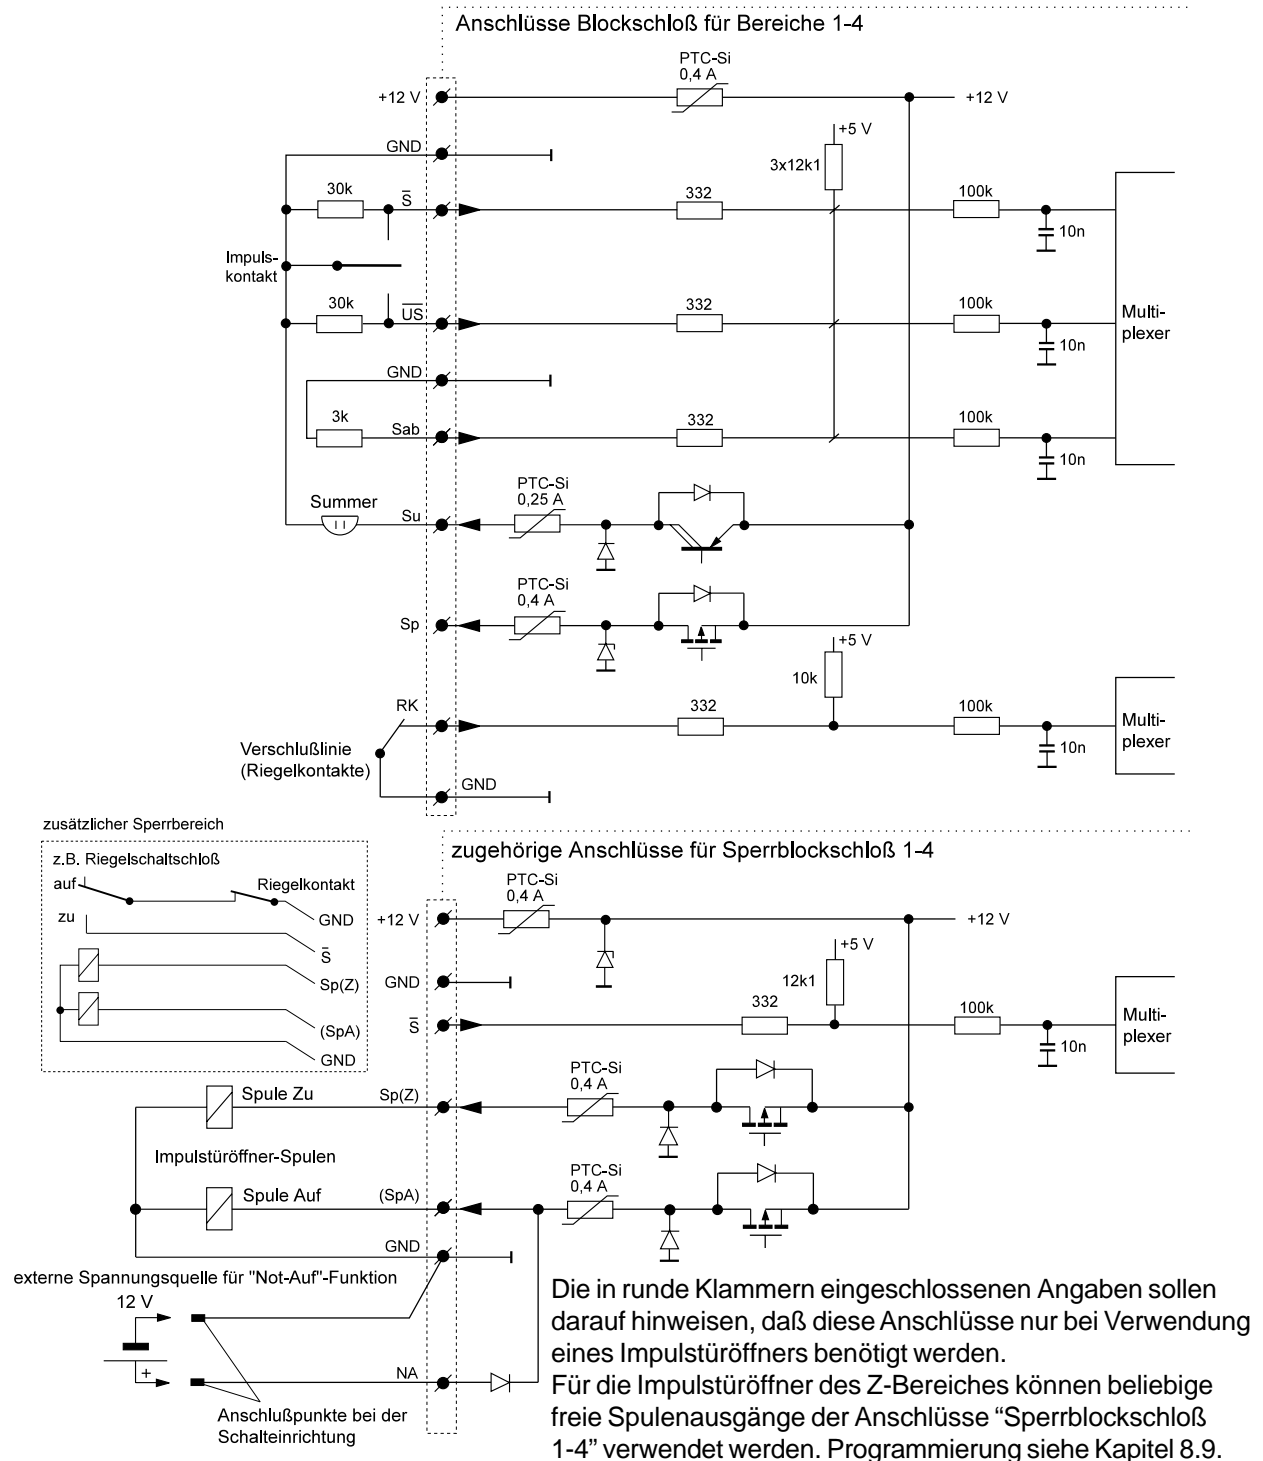 Anschlüsse Blockschloß für Bereiche 1-4
PTC-Si
0,4 A
+12 V
+12 V
GND
+5 V
3x12k1
30k
S̅
332
100k
10n
Impuls-
kontakt
30k
U̅S̅
332
100k
10n
Multi-
plexer
GND
3k
Sab
332
100k
10n
PTC-Si
0,25 A
Summer
Su
PTC-Si
0,4 A
Sp
+5 V
10k
RK
332
100k
10n
Multi-
plexer
Verschlußlinie
(Riegelkontakte)
GND
zusätzlicher Sperrbereich
z.B. Riegelschaltschloß
auf
Riegelkontakt
GND
zu
S̅
Sp(Z)
(SpA)
GND
zugehörige Anschlüsse für Sperrblockschloß 1-4
PTC-Si
0,4 A
+12 V
+12 V
+5 V
12k1
GND
S̅
332
100k
10n
Multi-
plexer
PTC-Si
0,4 A
Spule Zu
Sp(Z)
Impulstüröffner-Spulen
PTC-Si
0,4 A
Spule Auf
(SpA)
GND
externe Spannungsquelle für "Not-Auf"-Funktion
12 V
+
NA
Anschlußpunkte bei der
Schalteinrichtung
Die in runde Klammern eingeschlossenen Angaben sollen
darauf hinweisen, daß diese Anschlüsse nur bei Verwendung
eines Impulstüröffners benötigt werden.
Für die Impulstüröffner des Z-Bereiches können beliebige
freie Spulenausgänge der Anschlüsse “Sperrblockschloß
1-4” verwendet werden. Programmierung siehe Kapitel 8.9.